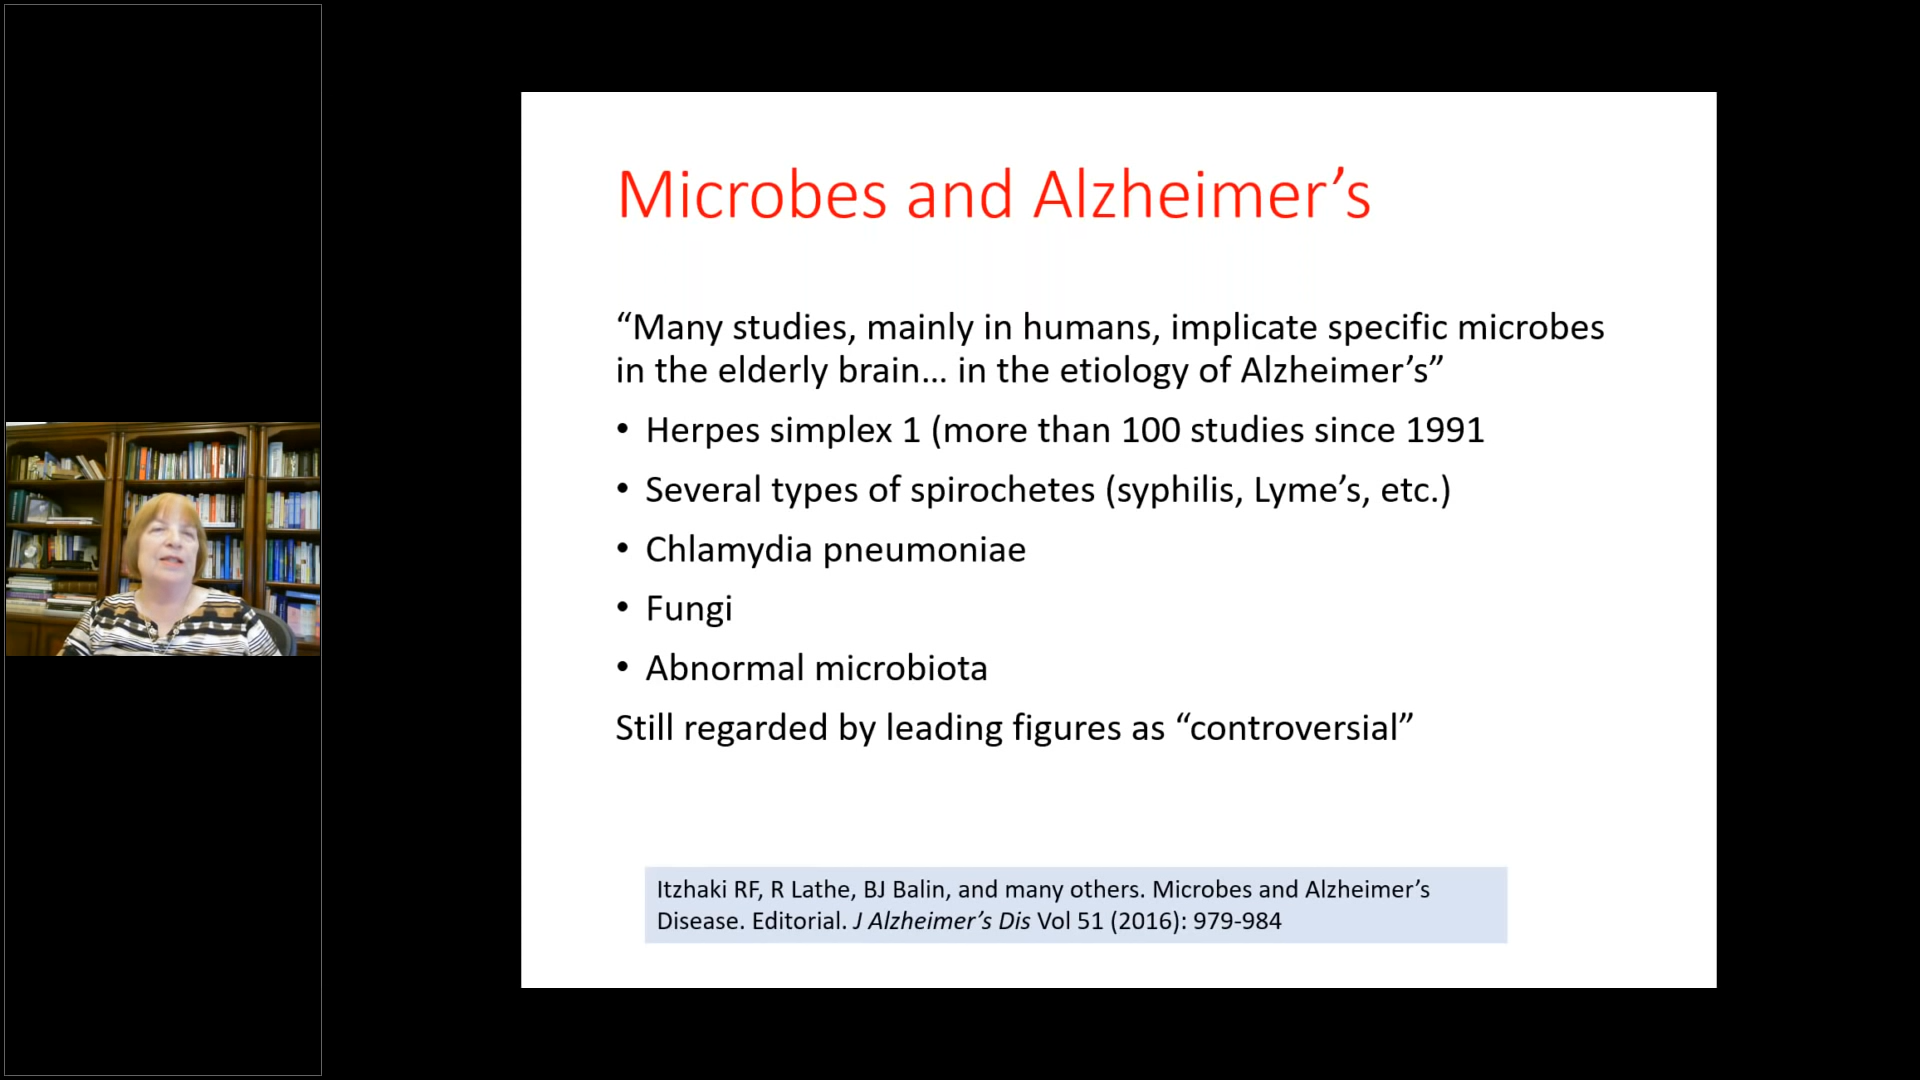 Microbes and Alzheimer’s
“Many studies, mainly in humans, implicate specific microbes
in the elderly brain... in the etiology of Alzheimer’s”
• Herpes simplex 1 (more than 100 studies since 1991
• Several types of spirochetes (syphilis, Lyme’s, etc.)
• Chlamydia pneumoniae
• Fungi
• Abnormal microbiota
Still regarded by leading figures as “controversial”
Itzhaki RF, R Lathe, BJ Balin, and many others. Microbes and Alzheimer’s
Disease. Editorial. J Alzheimer’s Dis Vol 51 (2016): 979-984